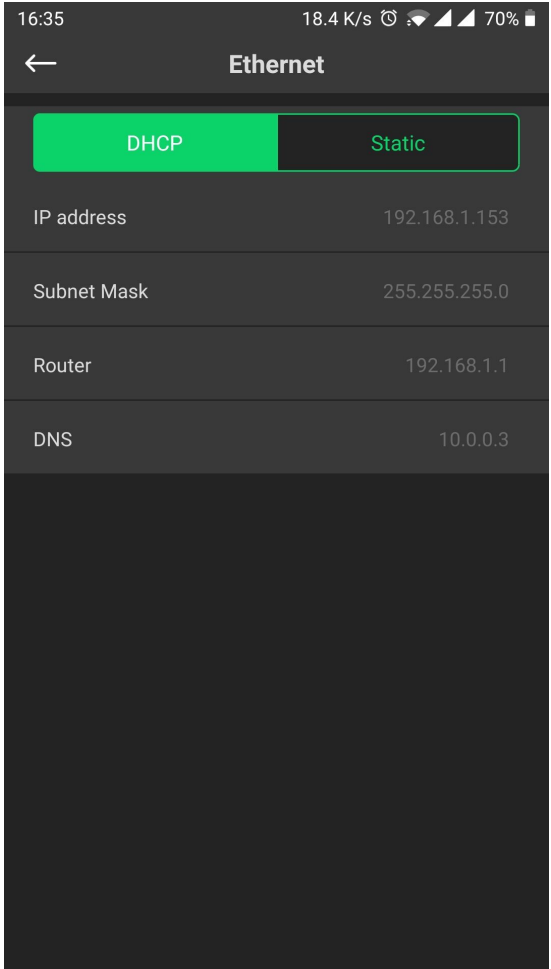 16:35 18.4 K/s 70%
Ethernet
DHCP Static
IP address 192.168.1.153
Subnet Mask 255.255.255.0
Router 192.168.1.1
DNS 10.0.0.3